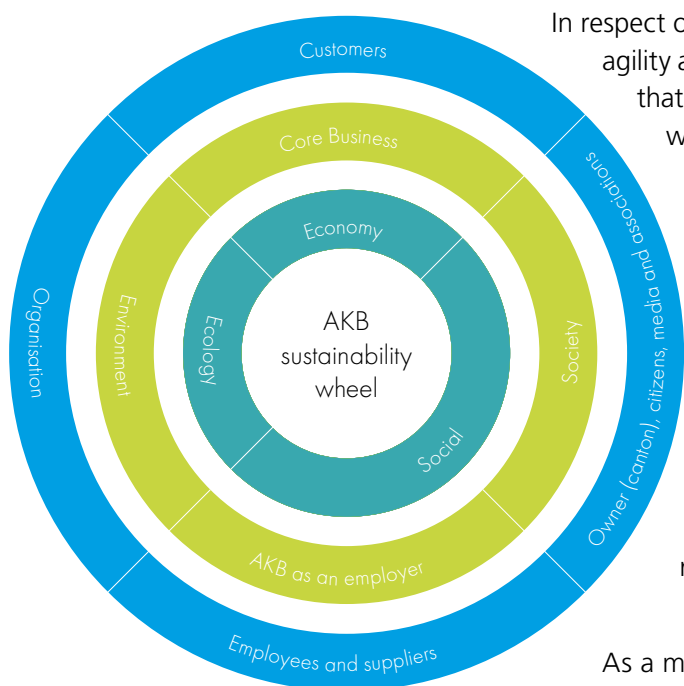 Customers
Core Business
Economy
AKB
sustainability
wheel
Ecology
Social
Environment
Society
AKB as an employer
Organisation
Owner (canton), citizens, media and associations
Employees and suppliers
In respect
agility
that
As a